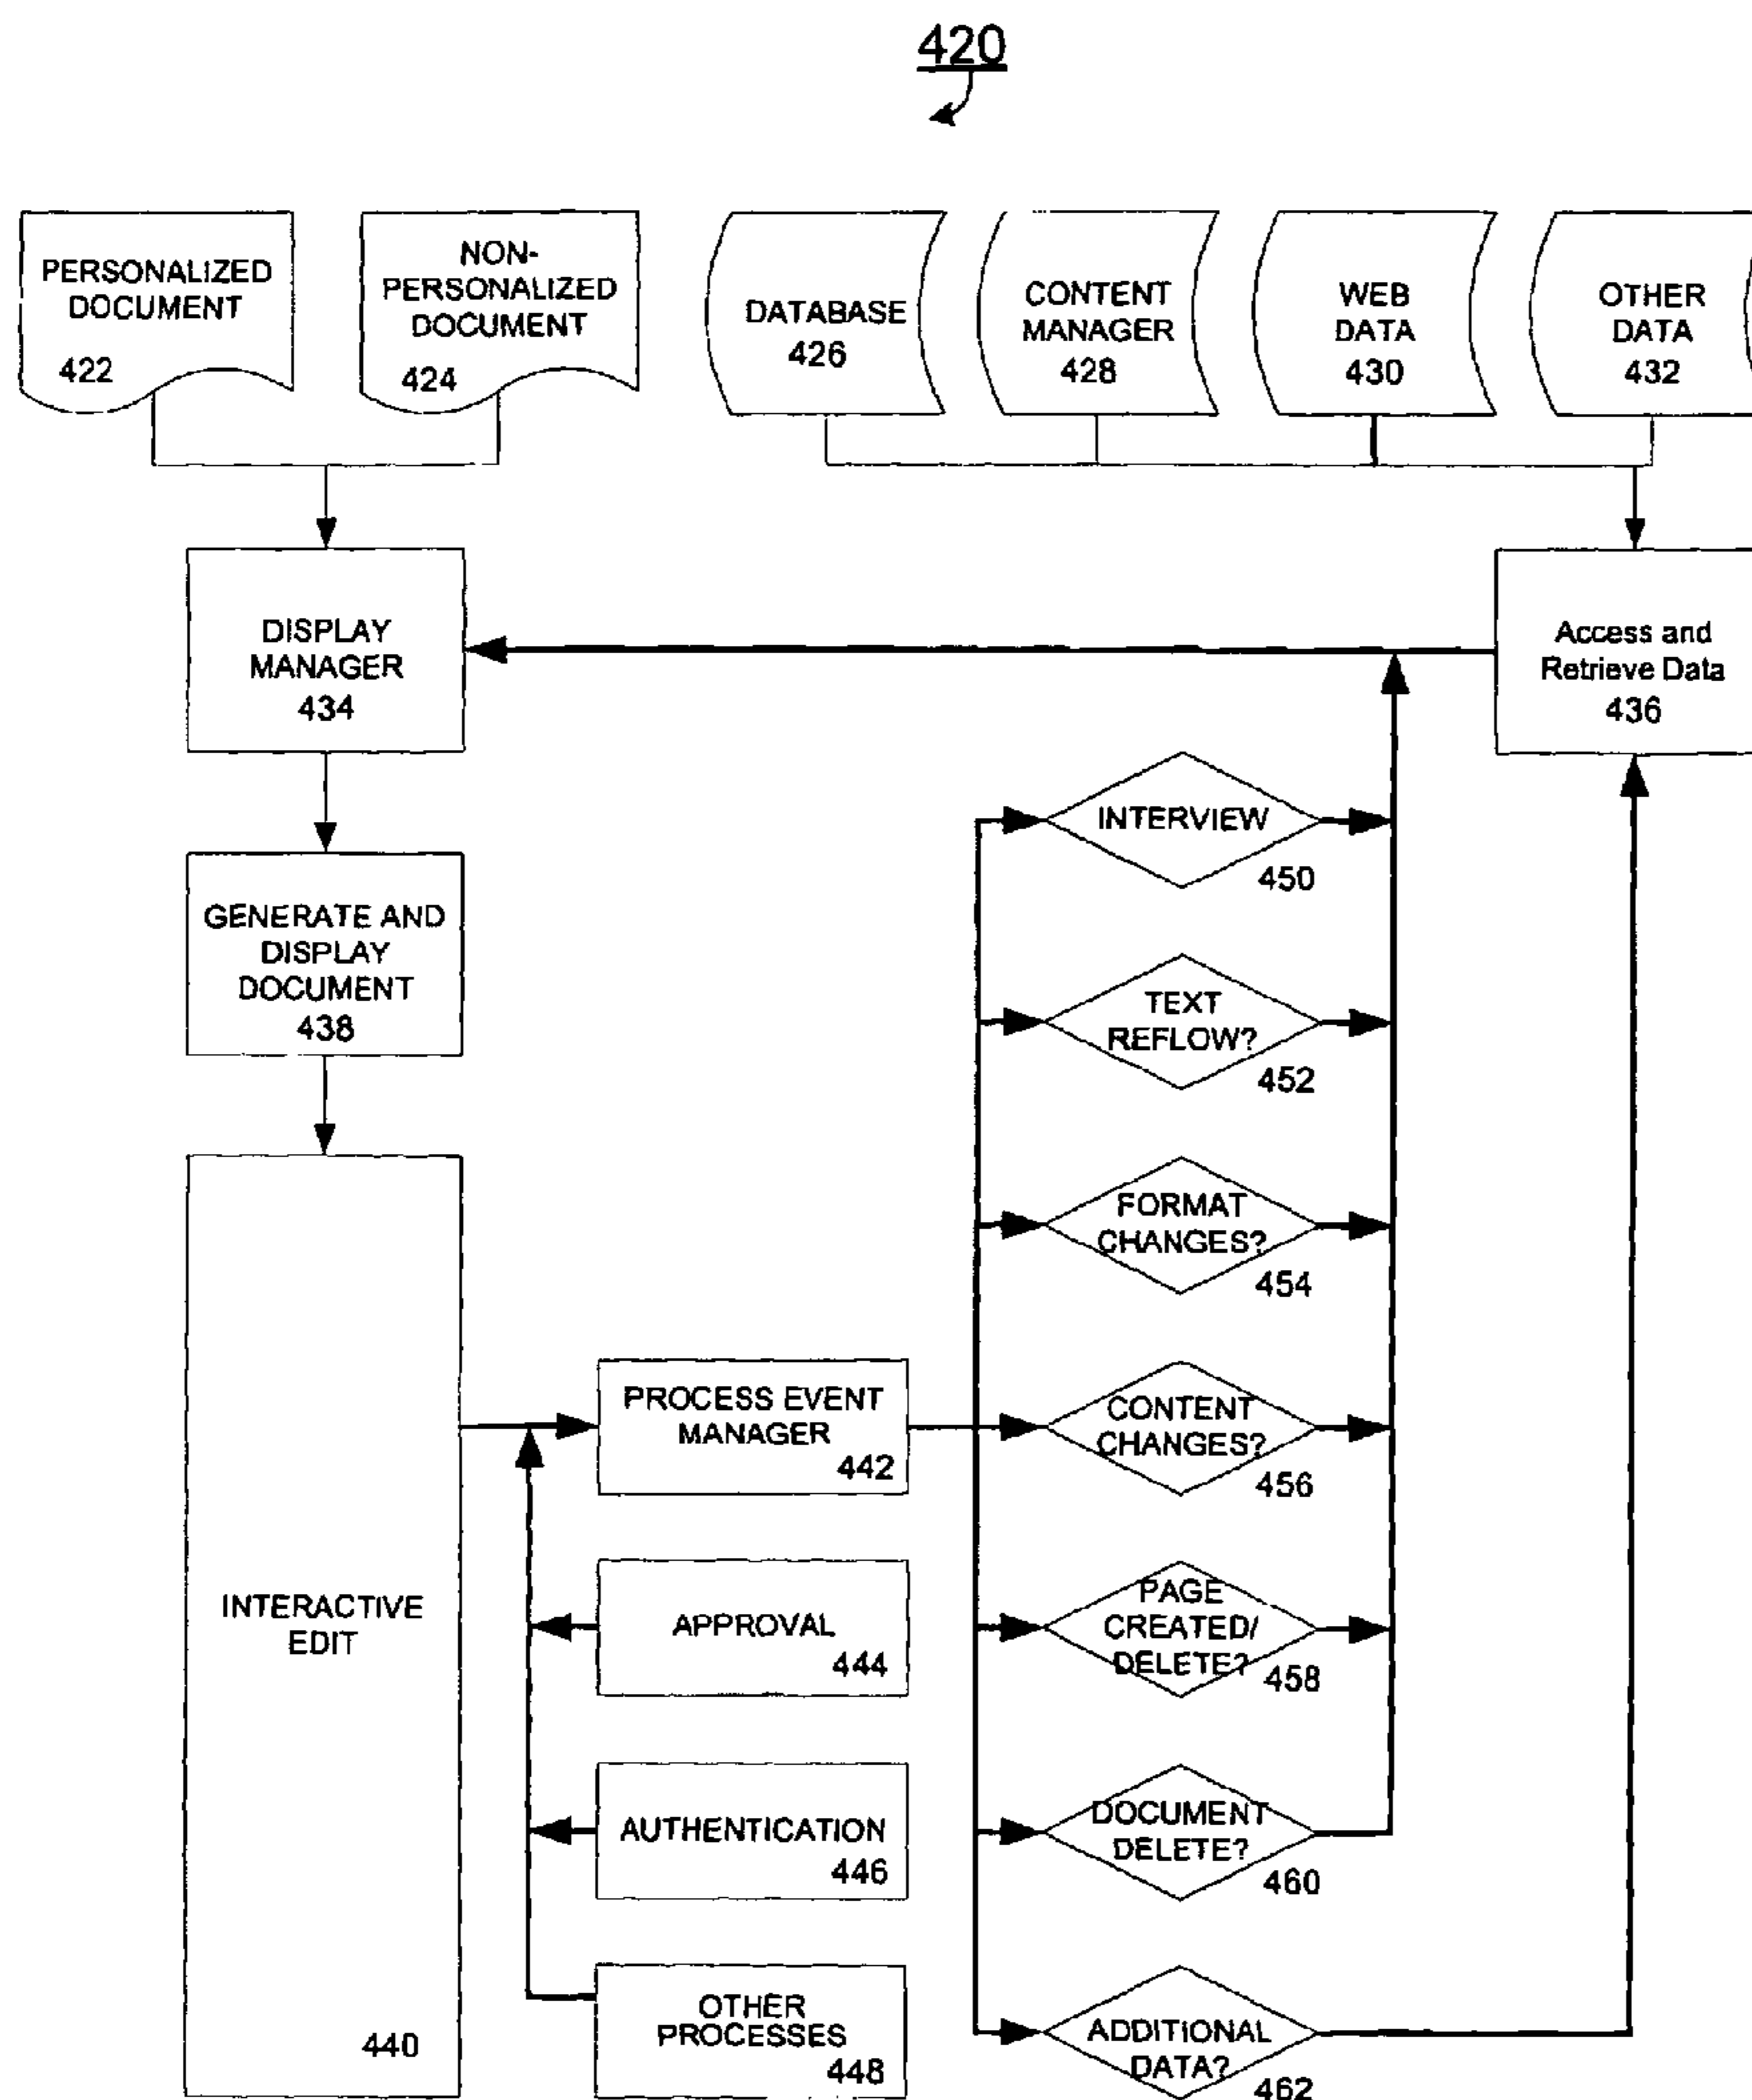 420
PERSONALIZED
DOCUMENT
422
NON-
PERSONALIZED
DOCUMENT
424
DATABASE
426
CONTENT
MANAGER
428
WEB
DATA
430
OTHER
DATA
432
DISPLAY
MANAGER
434
Access and
Retrieve Data
436
GENERATE AND
DISPLAY
DOCUMENT
438
INTERACTIVE
EDIT
440
PROCESS EVENT
MANAGER
442
APPROVAL
444
AUTHENTICATION
446
OTHER
PROCESSES
448
INTERVIEW
450
TEXT
REFLOW?
452
FORMAT
CHANGES?
454
CONTENT
CHANGES?
456
PAGE
CREATED/
DELETE?
458
DOCUMENT
DELETE?
460
ADDITIONAL
DATA?
462